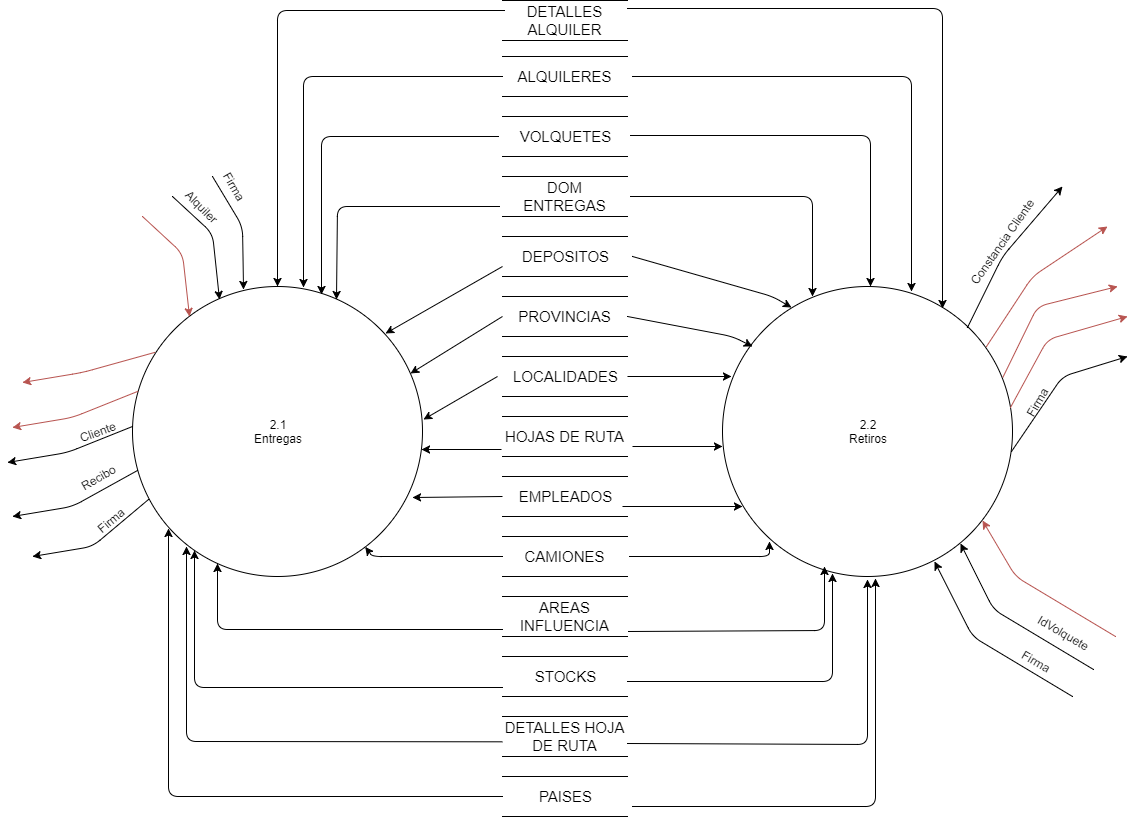 DETALLES
ALQUILER
ALQUILERES
VOLQUETES
DOM
ENTREGAS
DEPOSITOS
PROVINCIAS
LOCALIDADES
HOJAS DE RUTA
EMPLEADOS
CAMIONES
AREAS
INFLUENCIA
STOCKS
DETALLES HOJA
DE RUTA
PAISES
Firma
Alquiler
2.1
Entregas
Cliente
Recibo
Firma
Constancia Cliente
2.2
Retiros
Firma
IdVolquete
Firma